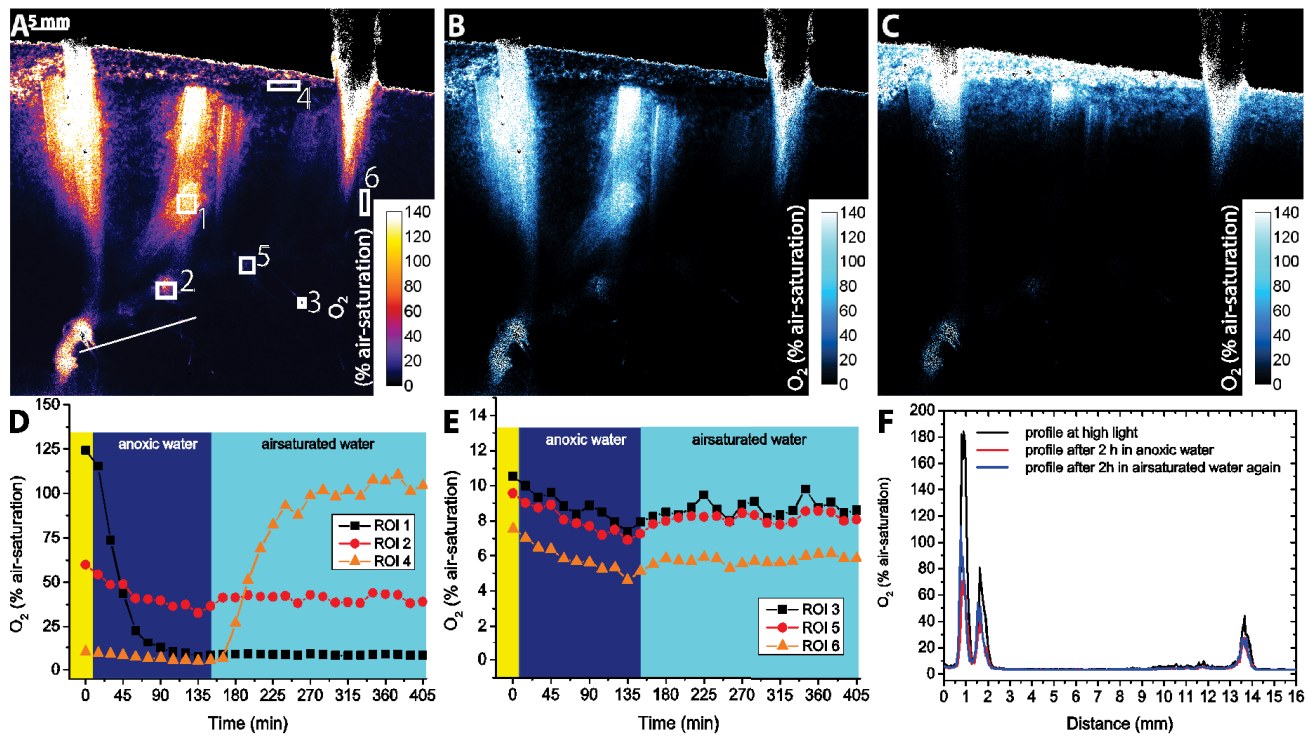 A
5 mm
4
6
1
5
2
3
O2
(% air-saturation)
140
120
100
80
60
40
20
0
B
O2 (% air-saturation)
140
120
100
80
60
40
20
0
C
O2 (% air-saturation)
140
120
100
80
60
40
20
0
D
anoxic water
airsaturated water
O2 (% air-saturation)
150
125
100
75
50
25
0
ROI 1
ROI 2
ROI 4
0 45 90 135 180 225 270 315 360 405
Time (min)
E
anoxic water
airsaturated water
O2 (% air-saturation)
14
12
10
8
6
4
2
0
ROI 3
ROI 5
ROI 6
0 45 90 135 180 225 270 315 360 405
Time (min)
F
profile at high light
profile after 2 h in anoxic water
profile after 2h in airsaturated water again
O2 (% air-saturation)
200
180
160
140
120
100
80
60
40
20
0
0 1 2 3 4 5 6 7 8 9 10 11 12 13 14 15 16
Distance (mm)